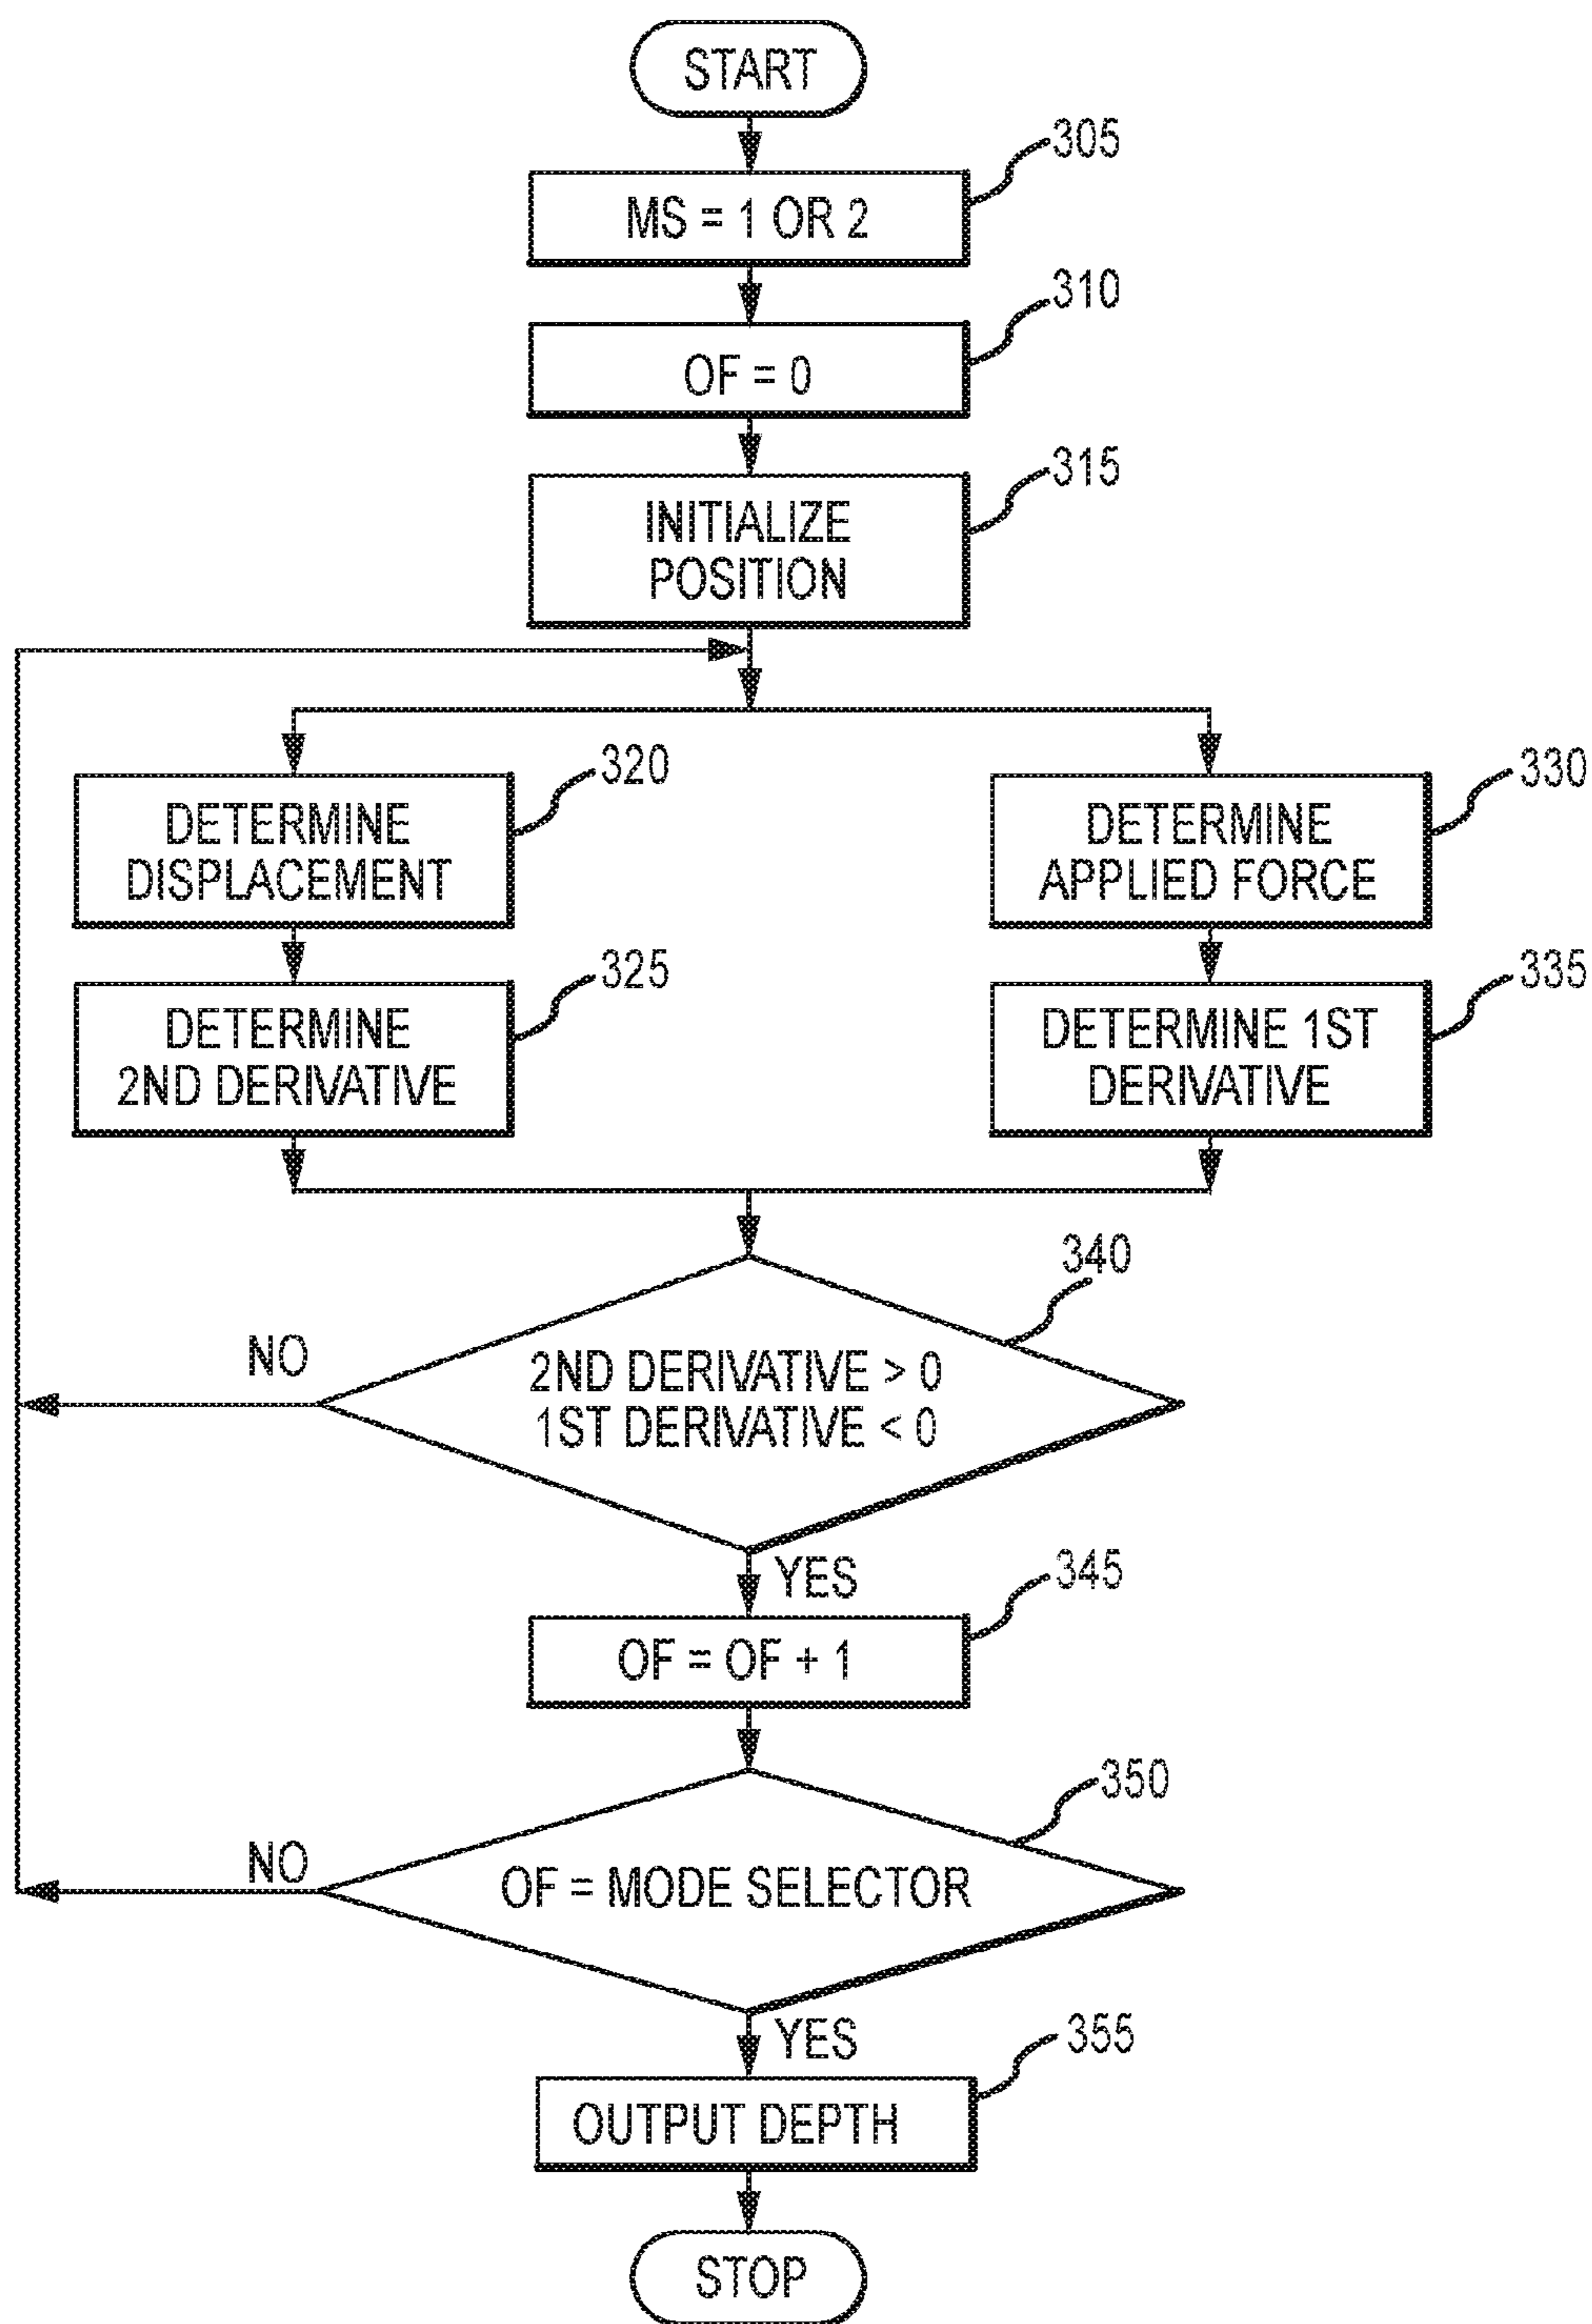 START
305
MS = 1 OR 2
310
OF = 0
315
INITIALIZE
POSITION
320
DETERMINE
DISPLACEMENT
330
DETERMINE
APPLIED FORCE
325
DETERMINE
2ND DERIVATIVE
335
DETERMINE 1ST
DERIVATIVE
340
NO
2ND DERIVATIVE > 0
1ST DERIVATIVE < 0
YES
345
OF = OF + 1
350
NO
OF = MODE SELECTOR
YES
355
OUTPUT DEPTH
STOP